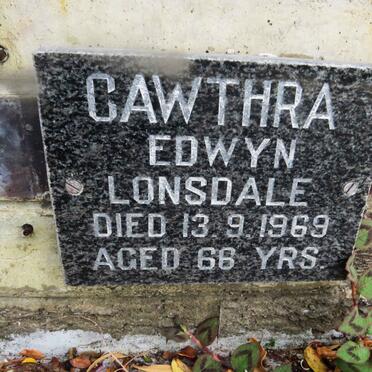 CAWTHRA
EDWYN
LONSDALE
DIED 13.9.1969
AGED 66 YRS.